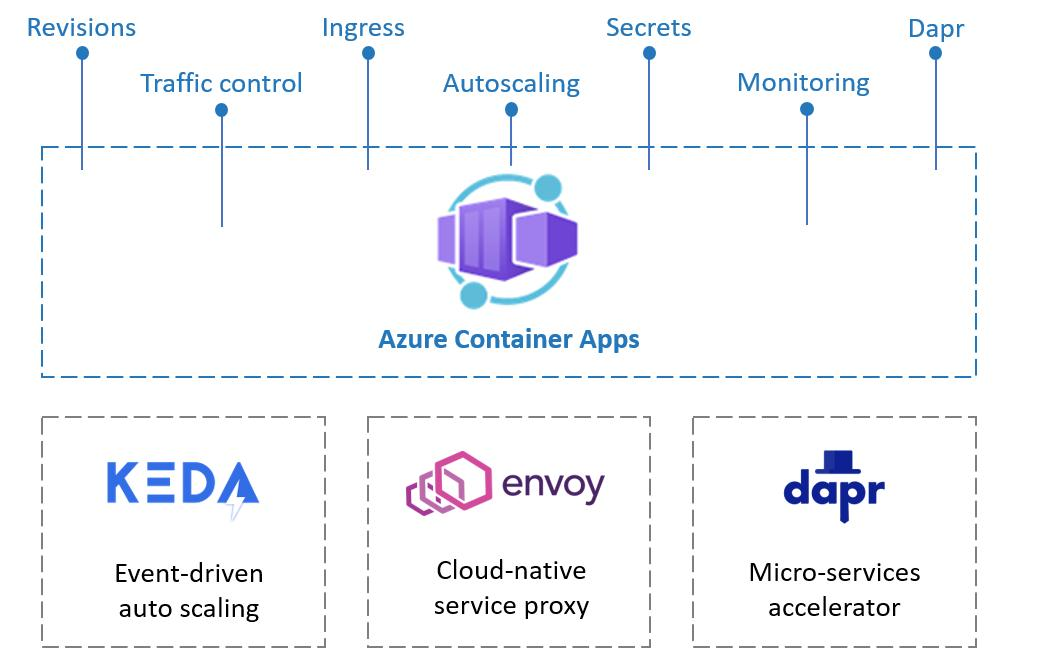 Revisions
Ingress
Secrets
Dapr
Traffic control
Autoscaling
Monitoring
Azure Container Apps
KEDA
envoy
dapr
Event-driven
auto scaling
Cloud-native
service proxy
Micro-services
accelerator